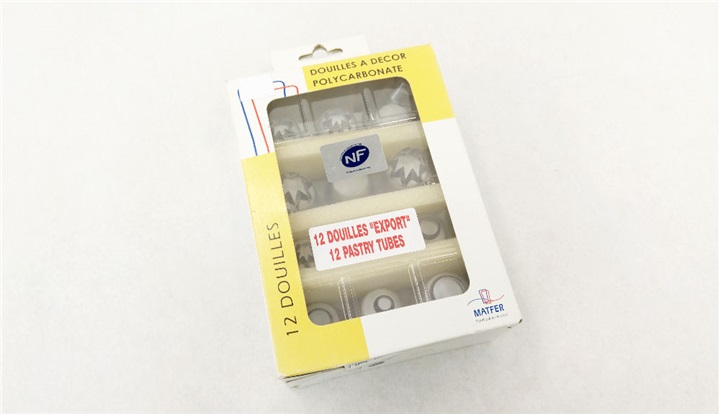 DOUILLES A DECOR
POLYCARBONATE
NF
12 DOUILLES "EXPORT"
12 PASTRY TUBES
12 DOUILLES
MATFER